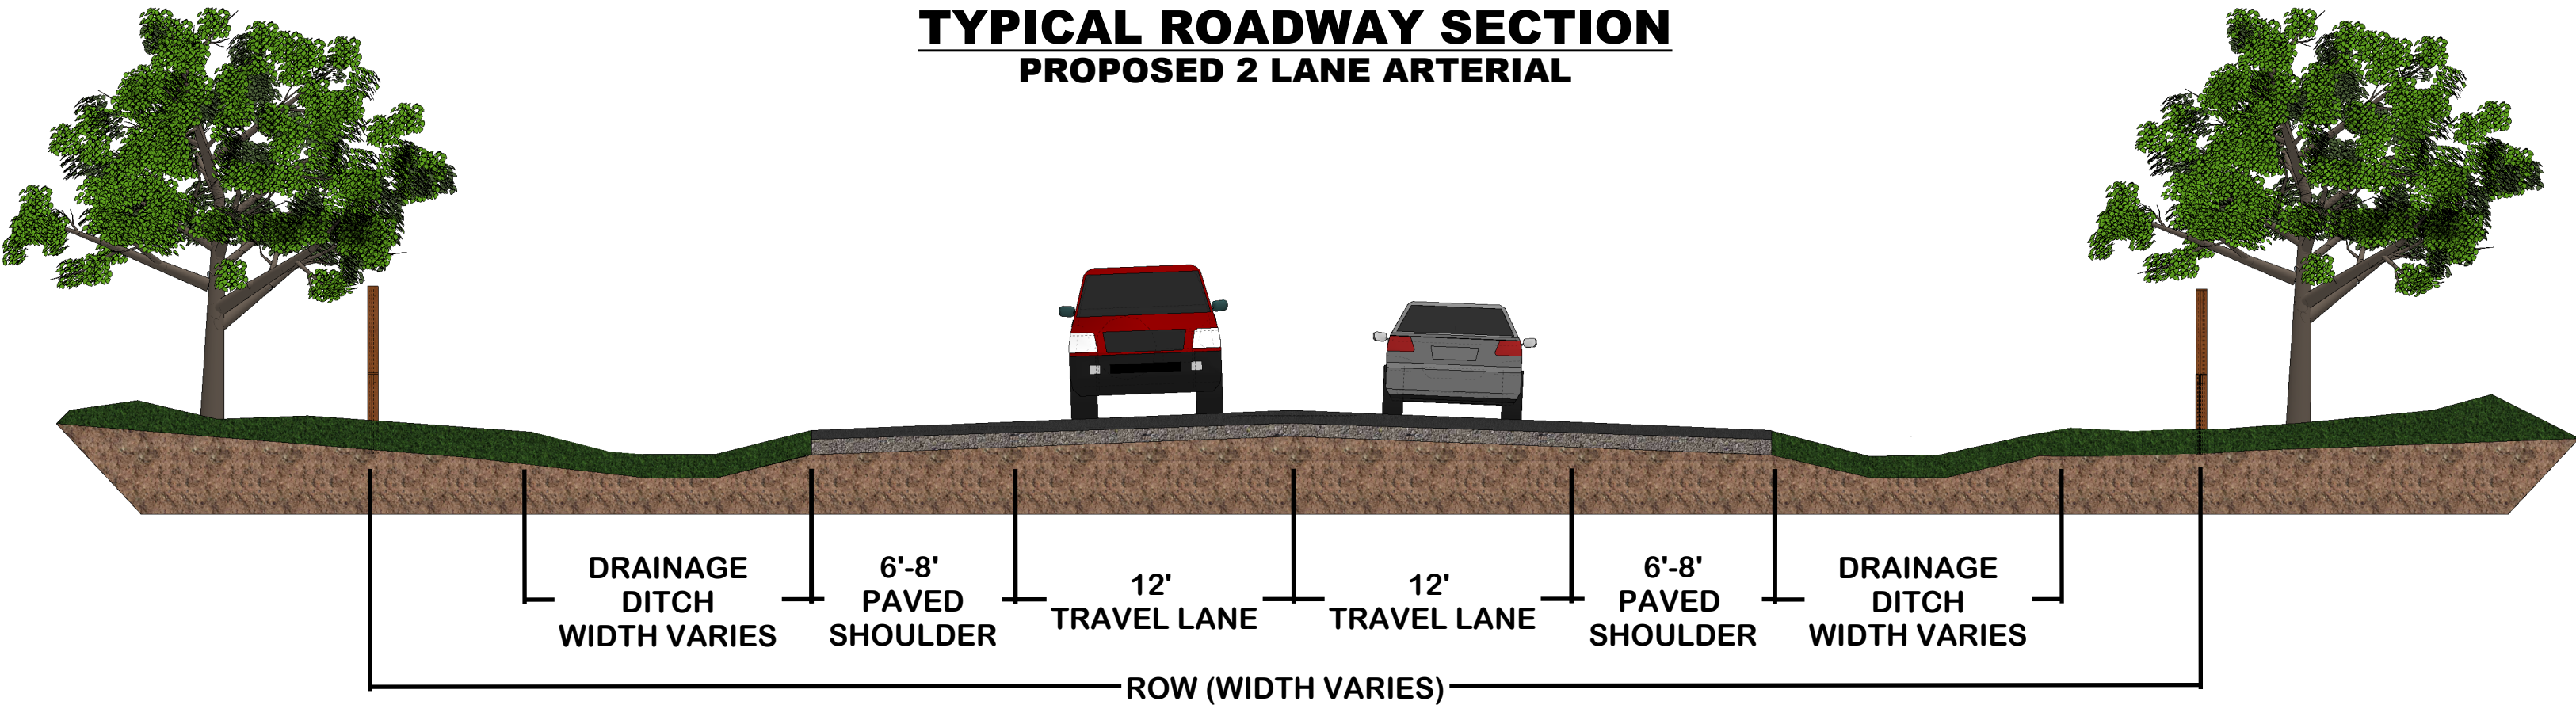 TYPICAL ROADWAY SECTION
PROPOSED 2 LANE ARTERIAL
DRAINAGE
DITCH
WIDTH VARIES
6'-8'
PAVED
SHOULDER
12'
TRAVEL LANE
12'
TRAVEL LANE
6'-8'
PAVED
SHOULDER
DRAINAGE
DITCH
WIDTH VARIES
ROW (WIDTH VARIES)